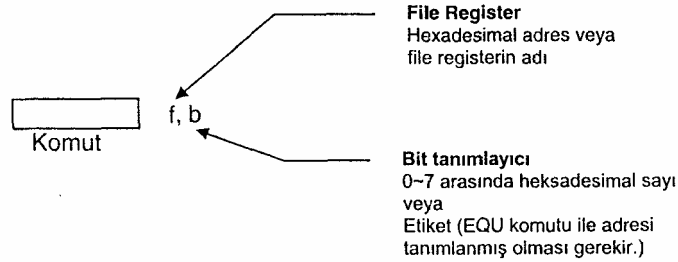 File Register
Hexadesimal adres veya
file registerin adı
f, b
Komut
Bit tanımlayıcı
0~7 arasında heksadesimal sayı
veya
Etiket (EQU komutu ile adresi
tanımlanmış olması gerekir.)